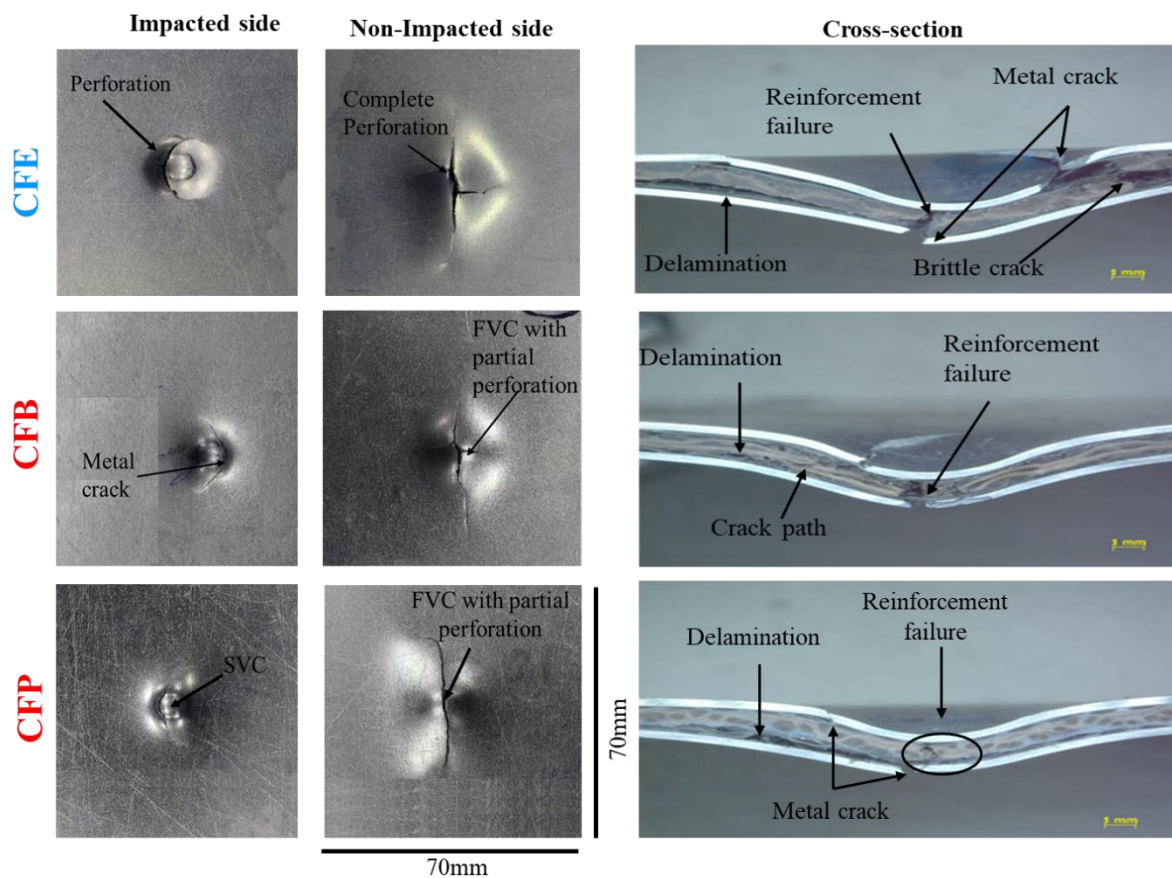 Impacted side
Non-Impacted side
Cross-section
CFE
Perforation
Complete
Perforation
Metal crack
Reinforcement
failure
Delamination
Brittle crack
1 mm
CFB
Metal
crack
FVC with
partial
perforation
Delamination
Reinforcement
failure
Crack path
1 mm
CFP
SVC
FVC with partial
perforation
70mm
70mm
Reinforcement
failure
Delamination
Metal crack
1 mm